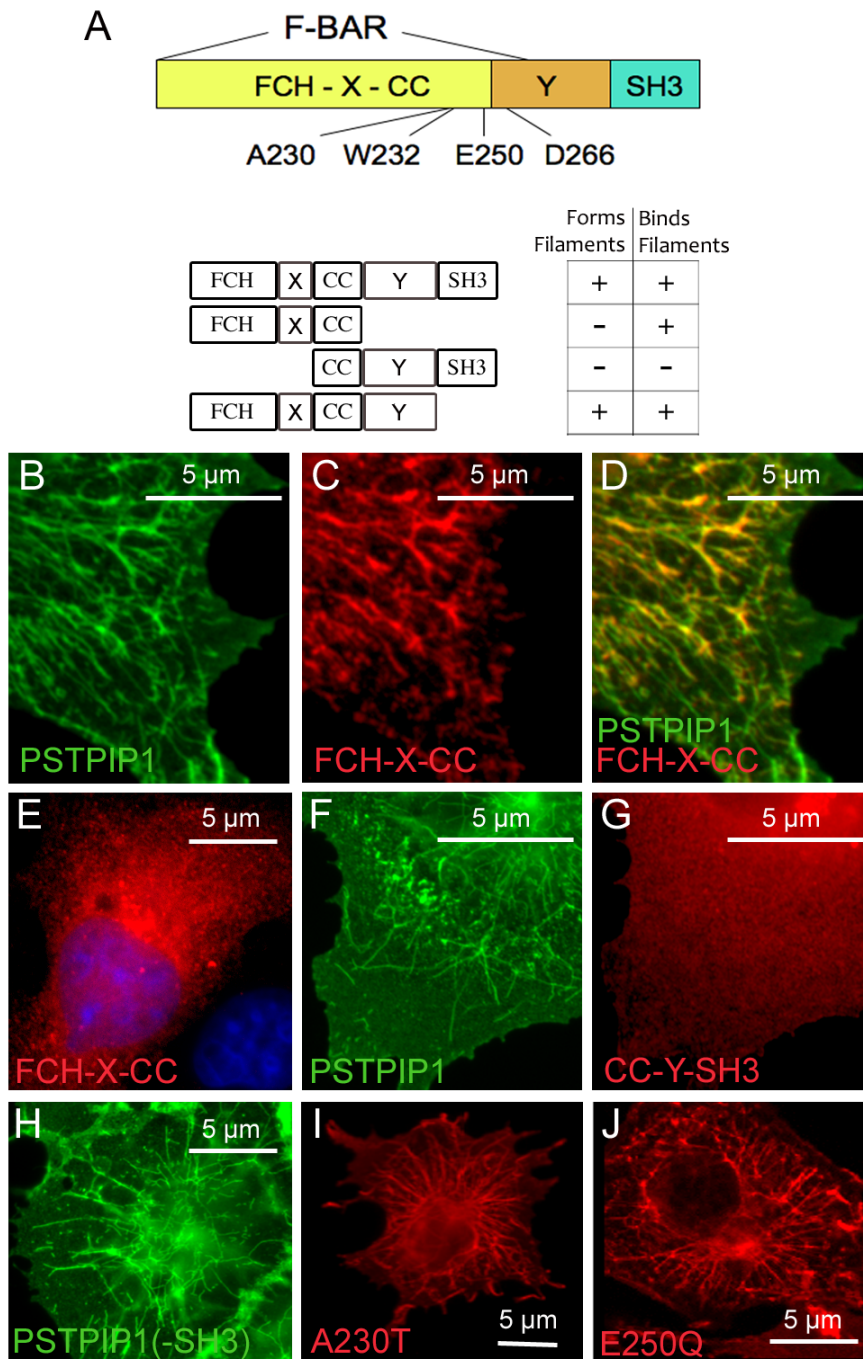 A
F-BAR
FCH - X - CC Y SH3
A230 W232 E250 D266
Forms Filaments Binds Filaments
FCH X CC Y SH3 + +
FCH X CC - +
CC Y SH3 - -
FCH X CC Y + +
B 5 µm PSTPIP1
C 5 µm FCH-X-CC
D 5 µm PSTPIP1 FCH-X-CC
E 5 µm FCH-X-CC
F 5 µm PSTPIP1
G 5 µm CC-Y-SH3
H 5 µm PSTPIP1(-SH3)
I A230T 5 µm
J E250Q 5 µm